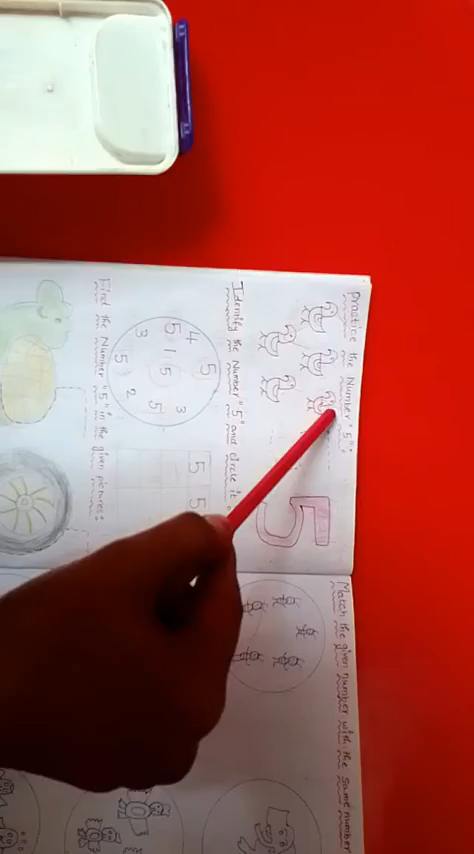 Practice the Number "5":
5
Identify the Number "5" and circle it
5 4 5
3 1 5
5 2 5 3
5 5
Find the Number "5" in the given pictures:
Match the given number with the same number